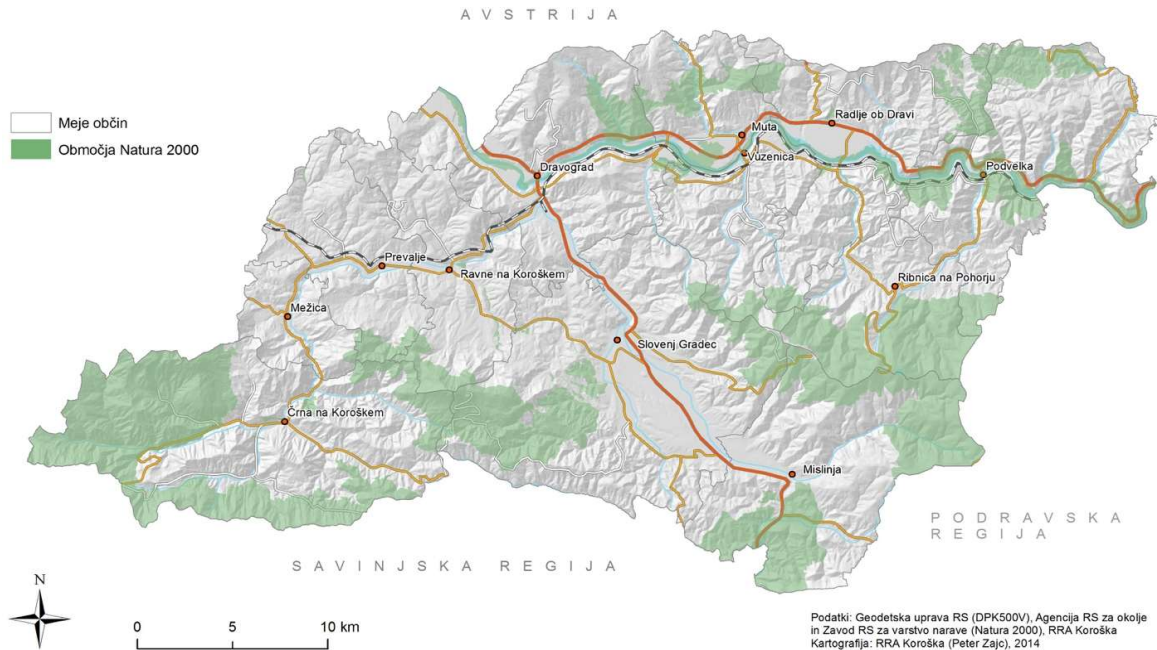 AVSTRIJA
Meje občin
Območja Natura 2000
Radlje ob Dravi
Muta
Vuzenica
Dravograd
Podvelka
Prevalje
Ravne na Koroškem
Ribnica na Pohorju
Mežica
Slovenj Gradec
Črna na Koroškem
Mislinja
PODRAVSKA
REGIJA
SAVINJSKA REGIJA
N
0 5 10 km
Podatki: Geodetska uprava RS (DPK500V), Agencija RS za okolje
in Zavod RS za varstvo narave (Natura 2000), RRA Koroška
Kartografija: RRA Koroška (Peter Zajc), 2014